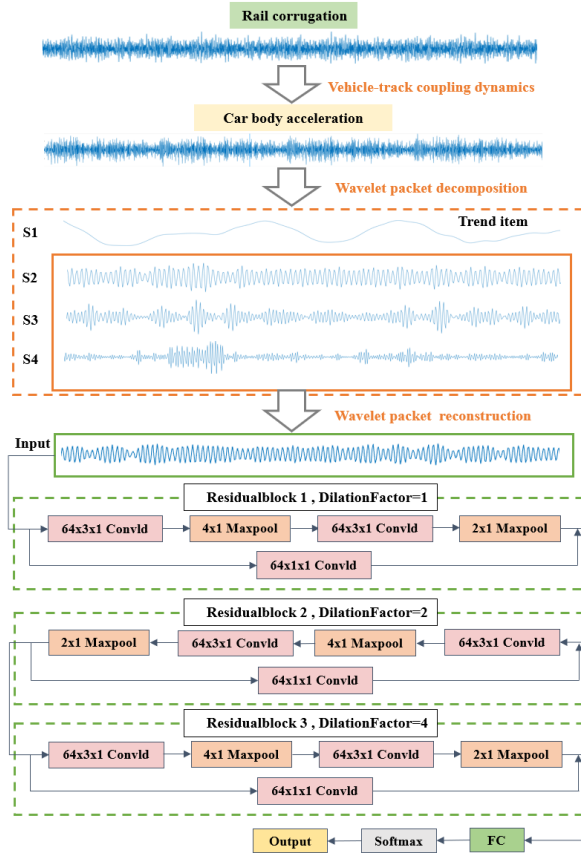 Rail corrugation
Vehicle-track coupling dynamics
Car body acceleration
Wavelet packet decomposition
Trend item
S1
S2
S3
S4
Wavelet packet reconstruction
Input
Residualblock 1 , DilationFactor=1
64x3x1 Convld
4x1 Maxpool
64x3x1 Convld
2x1 Maxpool
64x1x1 Convld
Residualblock 2 , DilationFactor=2
2x1 Maxpool
64x3x1 Convld
4x1 Maxpool
64x3x1 Convld
64x1x1 Convld
Residualblock 3 , DilationFactor=4
64x3x1 Convld
4x1 Maxpool
64x3x1 Convld
2x1 Maxpool
64x1x1 Convld
Output
Softmax
FC